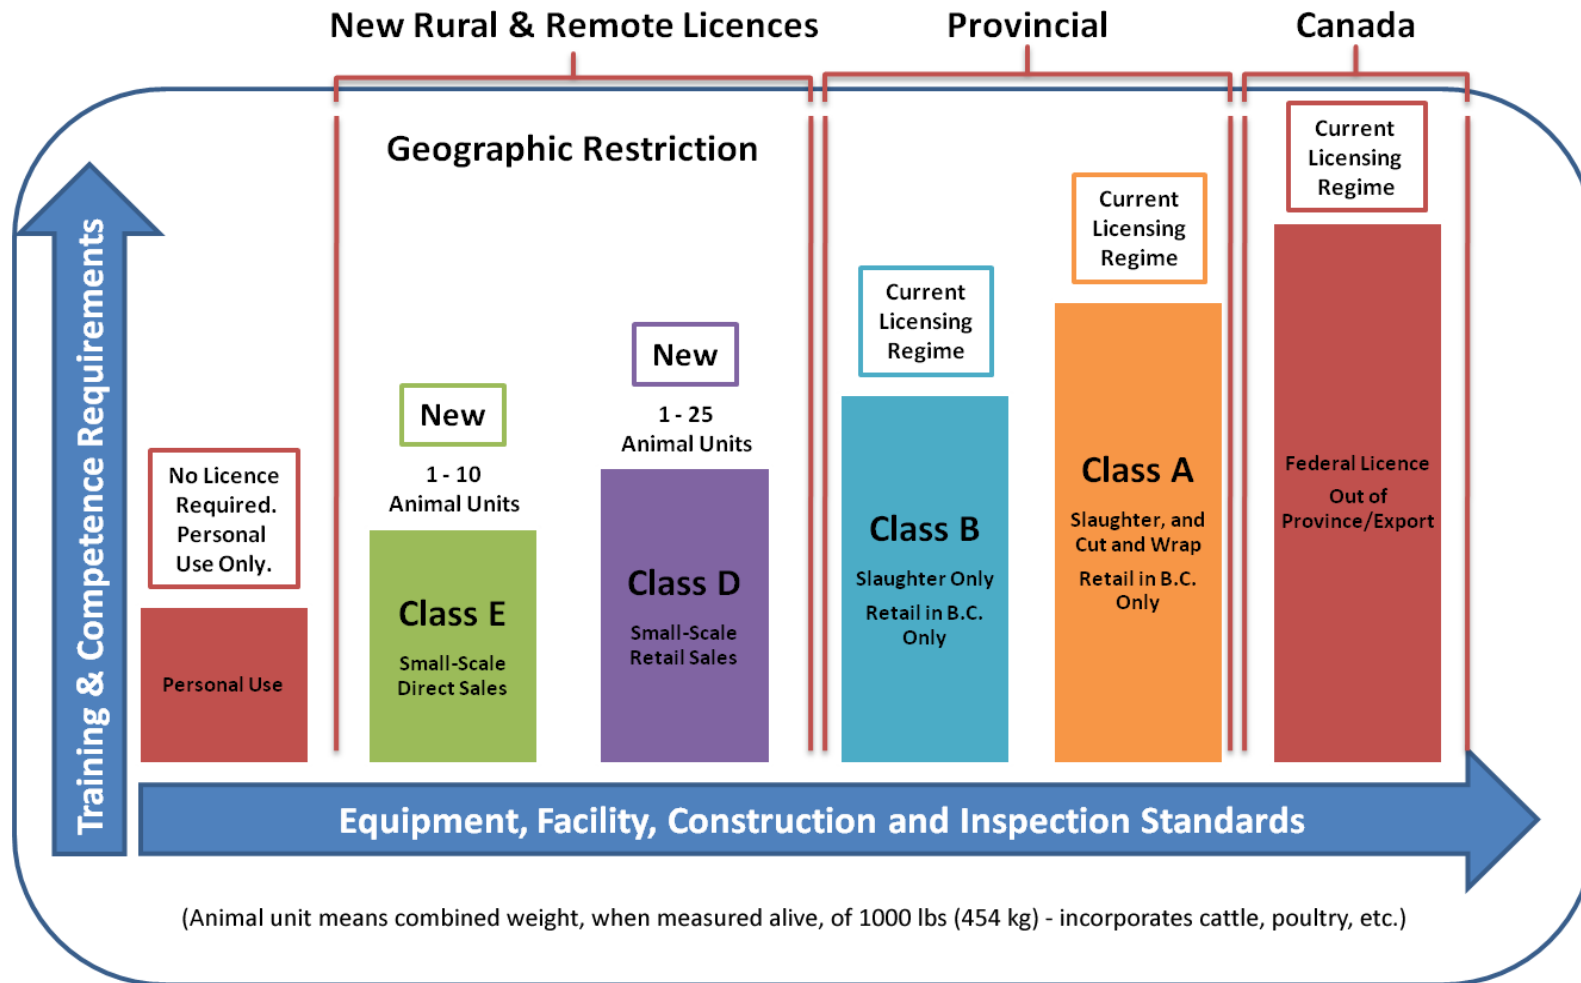 New Rural & Remote Licences
Provincial
Canada
Geographic Restriction
Training & Competence Requirements
No Licence
Required.
Personal
Use Only.
Personal Use
New
1 - 10
Animal Units
Class E
Small-Scale
Direct Sales
New
1 - 25
Animal Units
Class D
Small-Scale
Retail Sales
Current
Licensing
Regime
Class B
Slaughter Only
Retail in B.C.
Only
Current
Licensing
Regime
Class A
Slaughter, and
Cut and Wrap
Retail in B.C.
Only
Current
Licensing
Regime
Federal Licence
Out of
Province/Export
Equipment, Facility, Construction and Inspection Standards
(Animal unit means combined weight, when measured alive, of 1000 lbs (454 kg) - incorporates cattle, poultry, etc.)